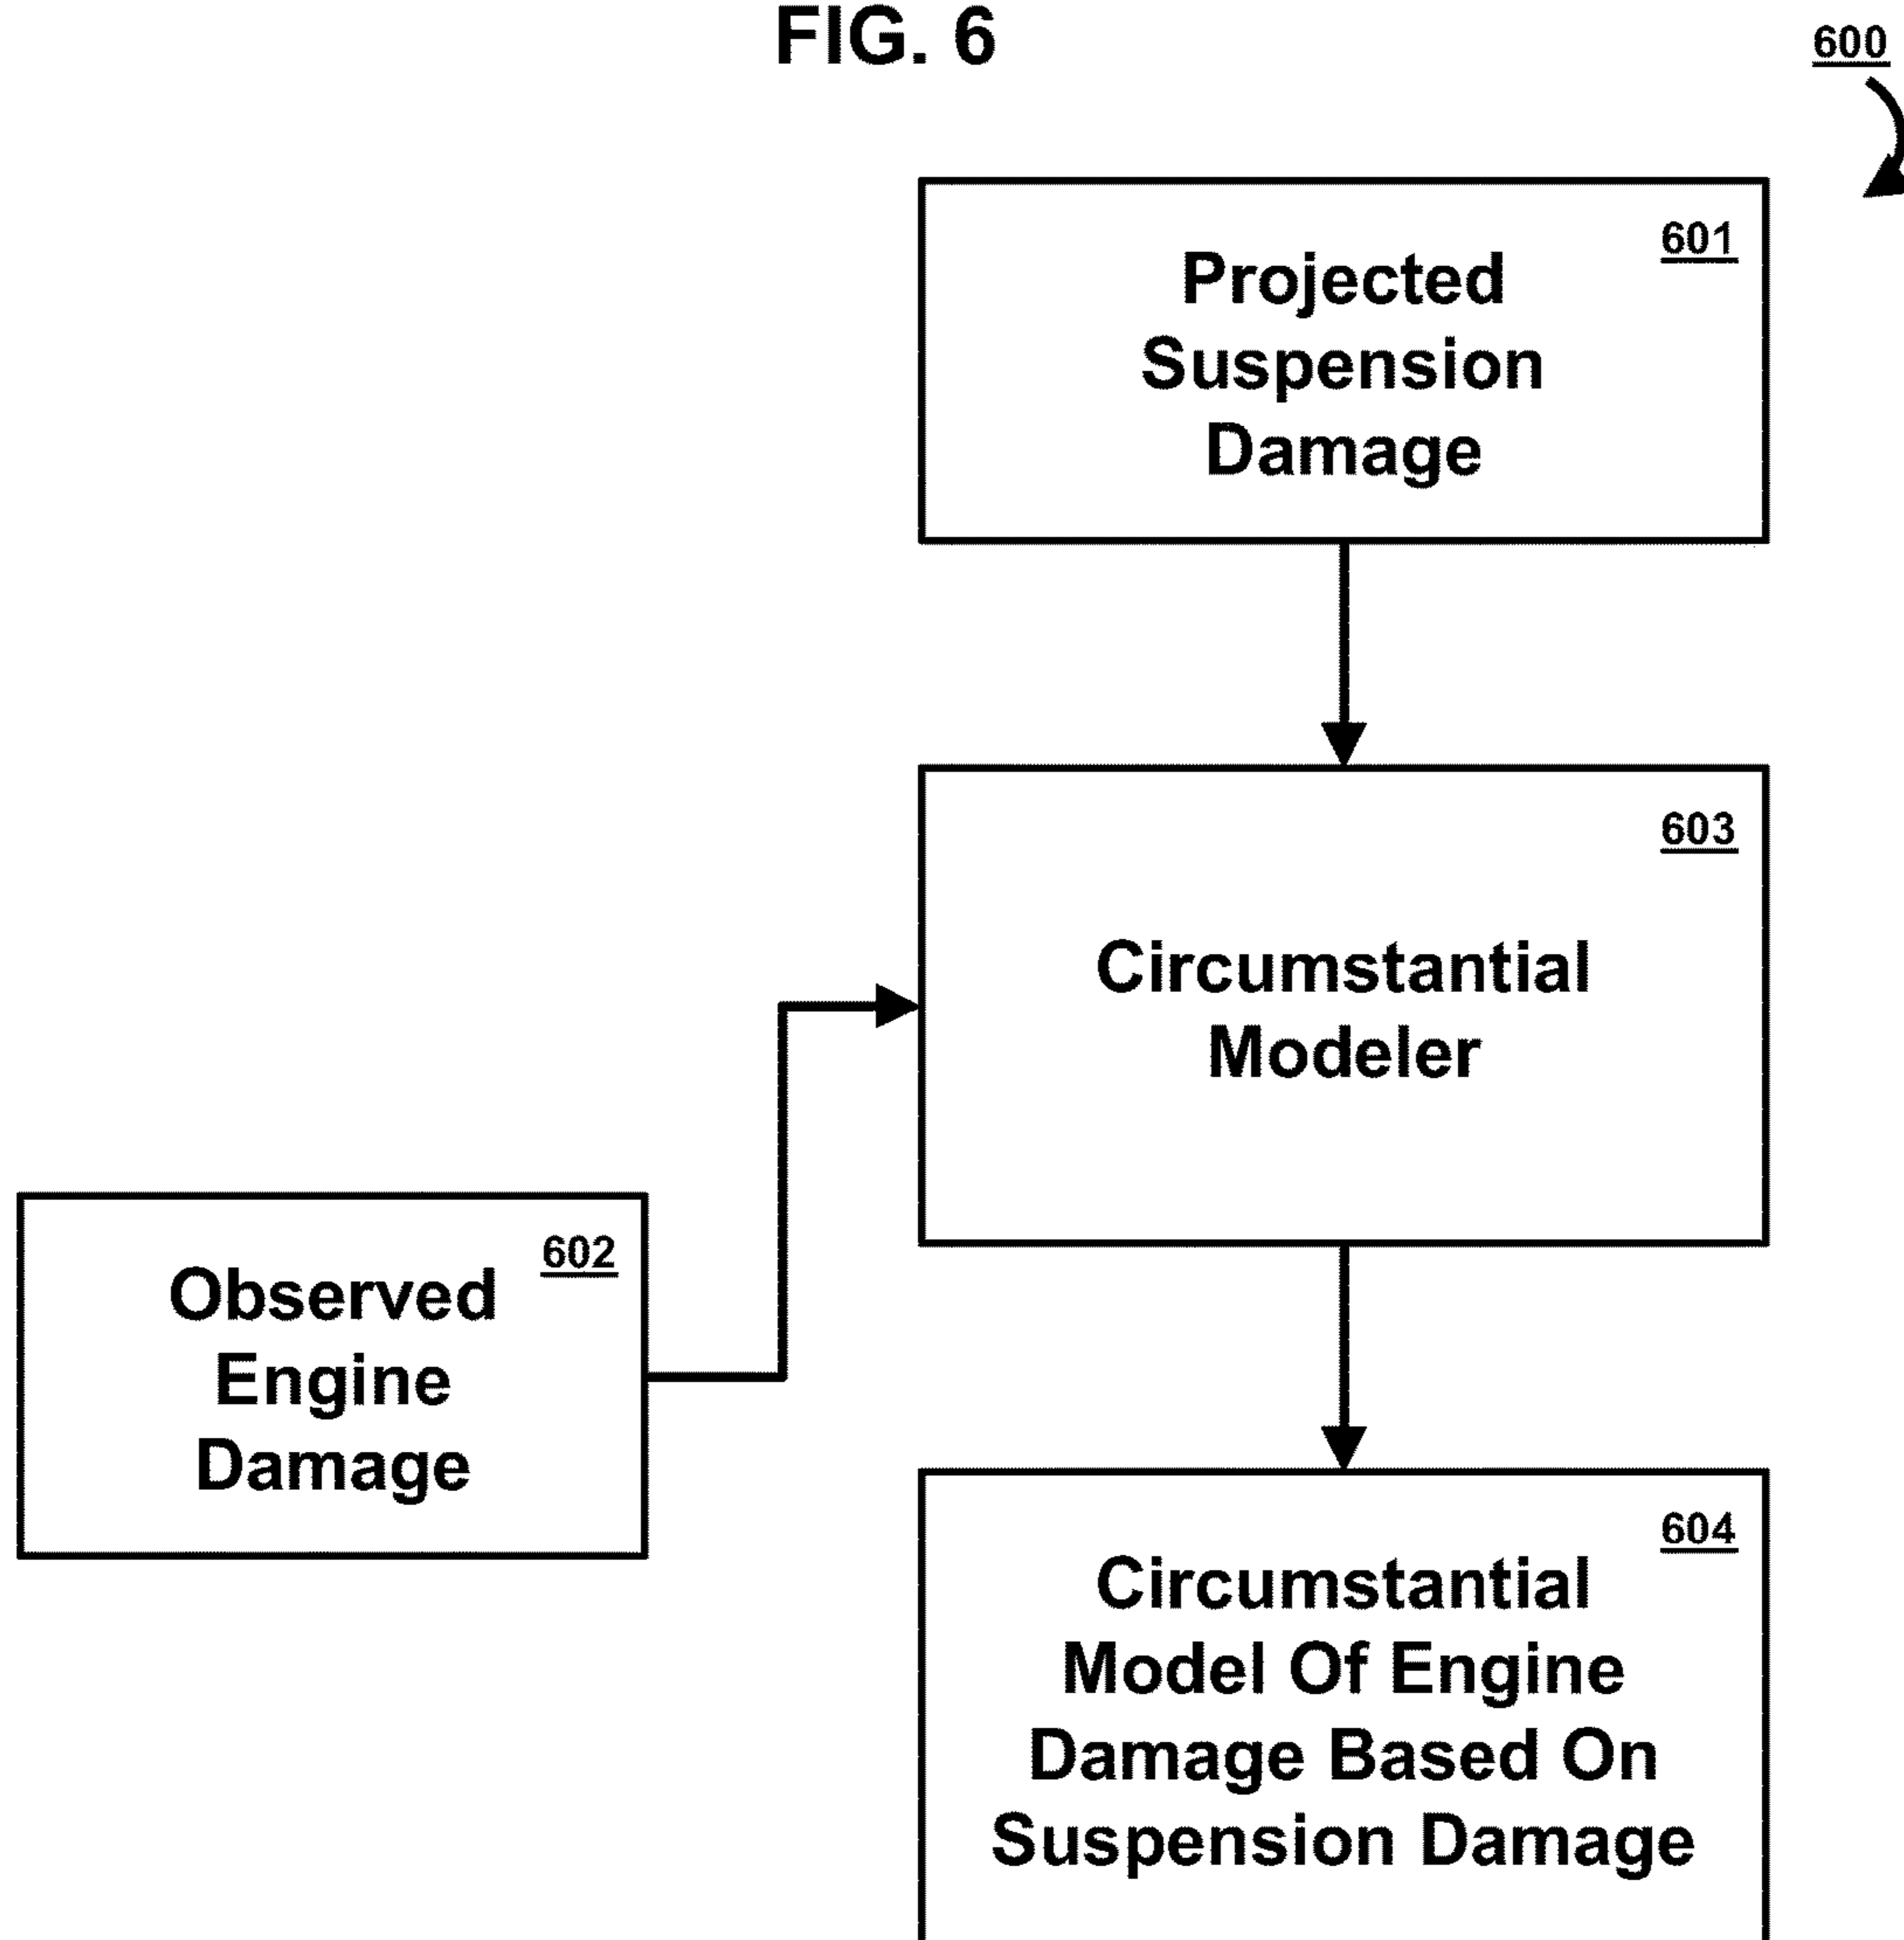 FIG. 6
600
601
Projected
Suspension
Damage
603
Circumstantial
Modeler
602
Observed
Engine
Damage
604
Circumstantial
Model Of Engine
Damage Based On
Suspension Damage